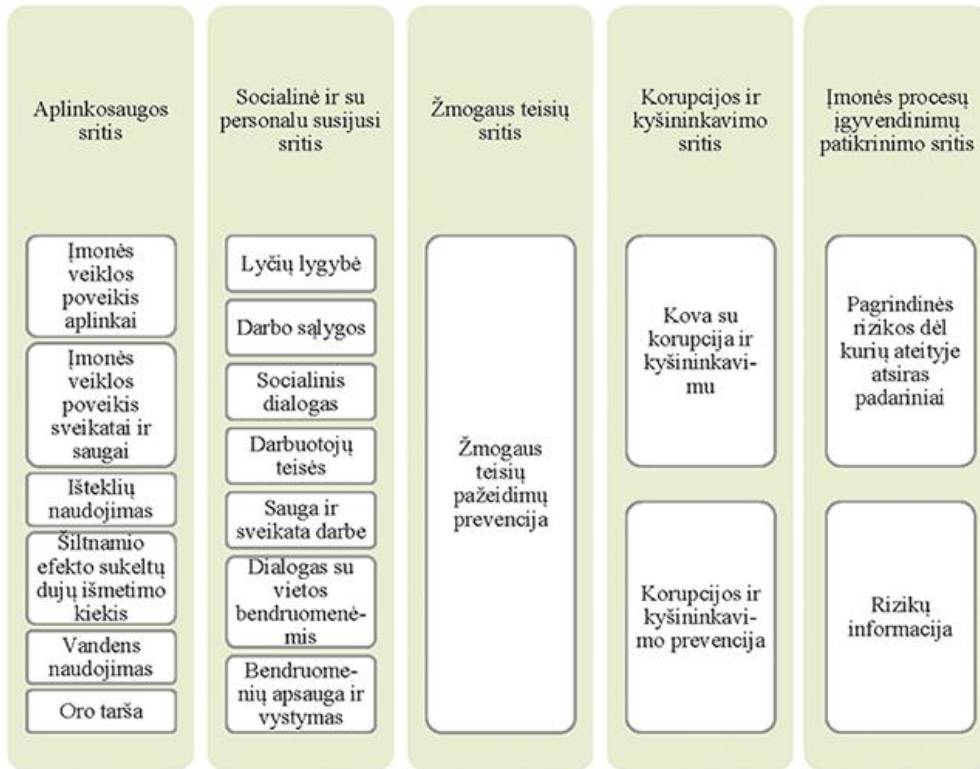 Aplinkosaugos
sritis
Įmonės
veiklos
poveikis
aplinkai
Įmonės
veiklos
poveikis
sveikatai ir
saugai
Išteklių
naudojimas
Šiltnamio
efekto sukeltų
dujų išmetimo
kiekis
Vandens
naudojimas
Oro tarša
Socialinė ir su
personalu susijusi
sritis
Lyčių lygybė
Darbo sąlygos
Socialinis
dialogas
Darbuotojų
teisės
Sauga ir
sveikata darbe
Dialogas su
vietos
bendruomenė-
mis
Bendruome-
nių apsauga ir
vystymas
Žmogaus teisių
sritis
Žmogaus
teisių
pažeidimų
prevencija
Korupcijos ir
kyšininkavimo
sritis
Kova su
korupcija ir
kyšininkavi-
mu
Korupcijos ir
kyšininkavi-
mo prevencija
Įmonės procesų
įgyvendinimų
patikrinimo sritis
Pagrindinės
rizikos dėl
kurių ateityje
atsiras
padariniai
Rizikų
informacija